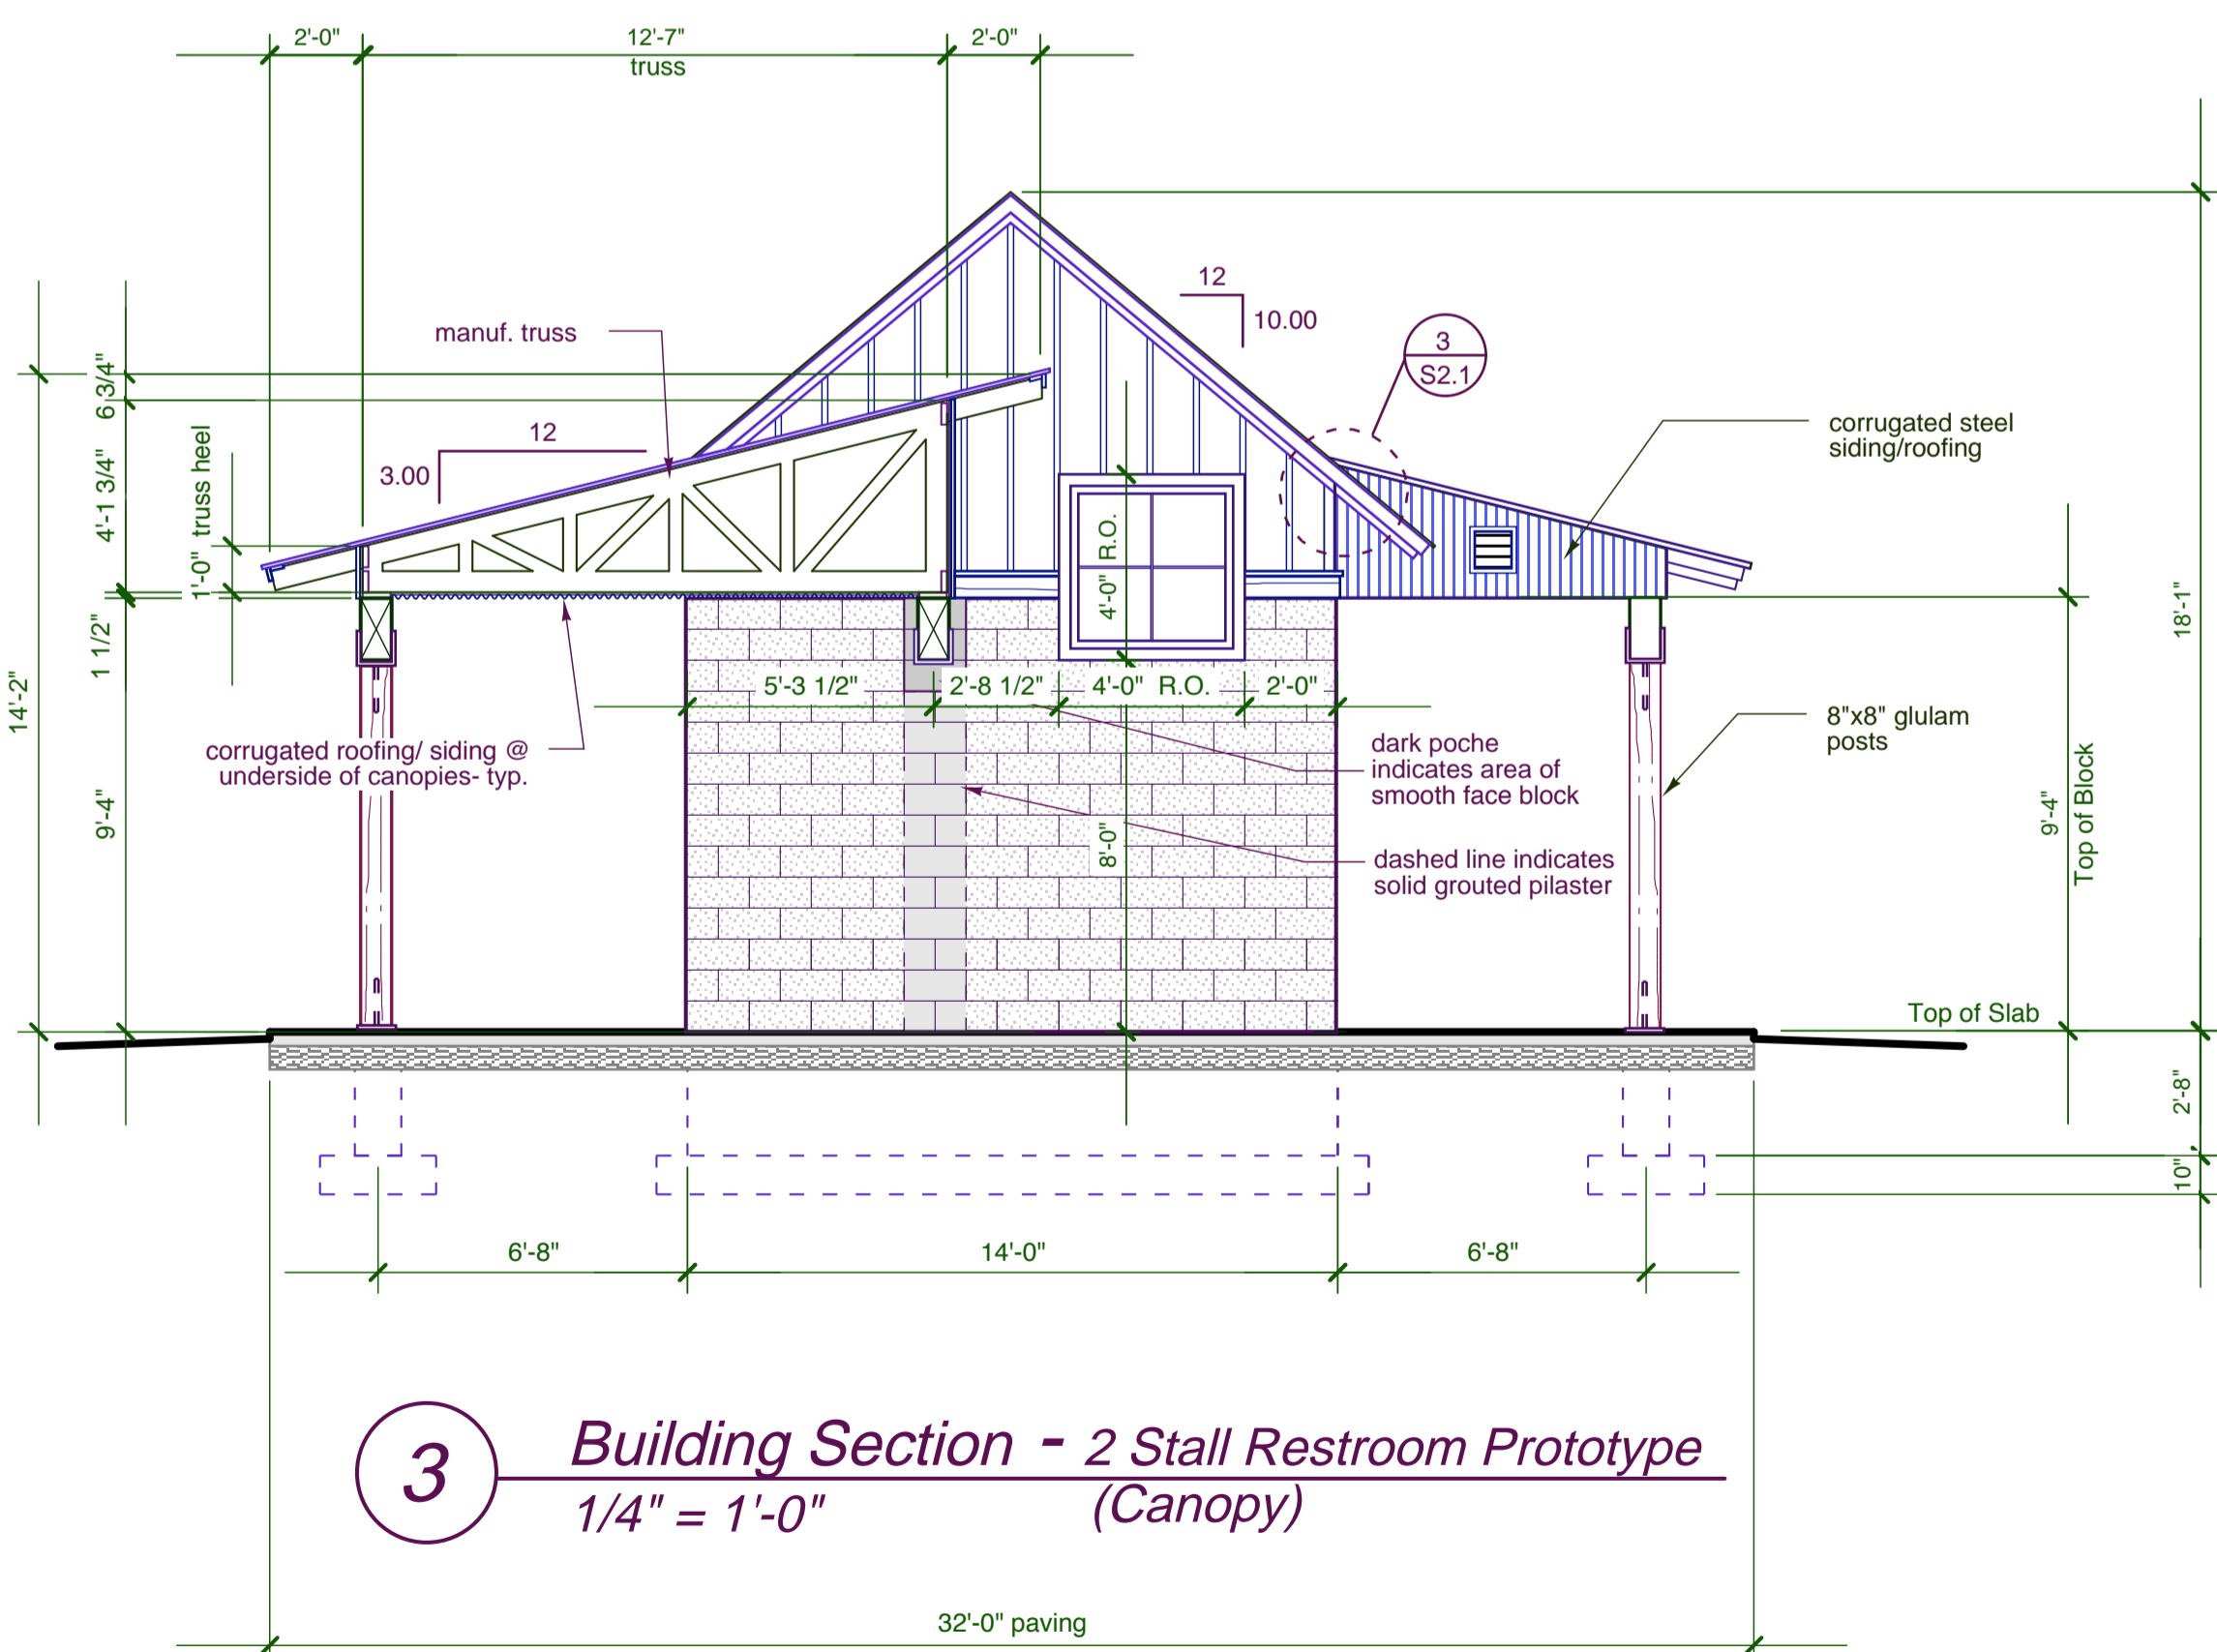 2'-0"
12'-7"
truss
2'-0"
12
10.00
manuf. truss
3
S2.1
12
3.00
corrugated steel
siding/roofing
6 3/4"
4'-1 3/4"
1'-0" truss heel
1 1/2"
14'-2"
9'-4"
4'-0" R.O.
18'-1"
5'-3 1/2"
2'-8 1/2"
4'-0" R.O.
2'-0"
corrugated roofing/ siding @
underside of canopies- typ.
dark poche
indicates area of
smooth face block
8"x8" glulam
posts
8'-0"
dashed line indicates
solid grouted pilaster
9'-4"
Top of Block
Top of Slab
2'-8"
10"
6'-8"
14'-0"
6'-8"
3
Building Section - 2 Stall Restroom Prototype
1/4" = 1'-0"
(Canopy)
32'-0" paving